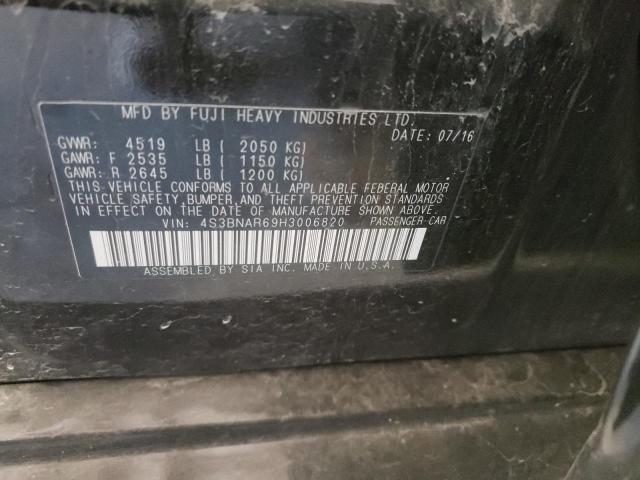 MFD BY FUJI HEAVY INDUSTRIES LTD.
DATE: 07/16
GVWR: 4519 LB ( 2050 KG)
GAWR: F 2535 LB ( 1150 KG)
GAWR: R 2645 LB ( 1200 KG)
THIS VEHICLE CONFORMS TO ALL APPLICABLE FEDERAL MOTOR
VEHICLE SAFETY, BUMPER, AND THEFT PREVENTION STANDARDS
IN EFFECT ON THE DATE OF MANUFACTURE SHOWN ABOVE.
VIN: 4S3BNAR69H3006820 PASSENGER CAR
ASSEMBLED BY SIA INC. MADE IN U.S.A.